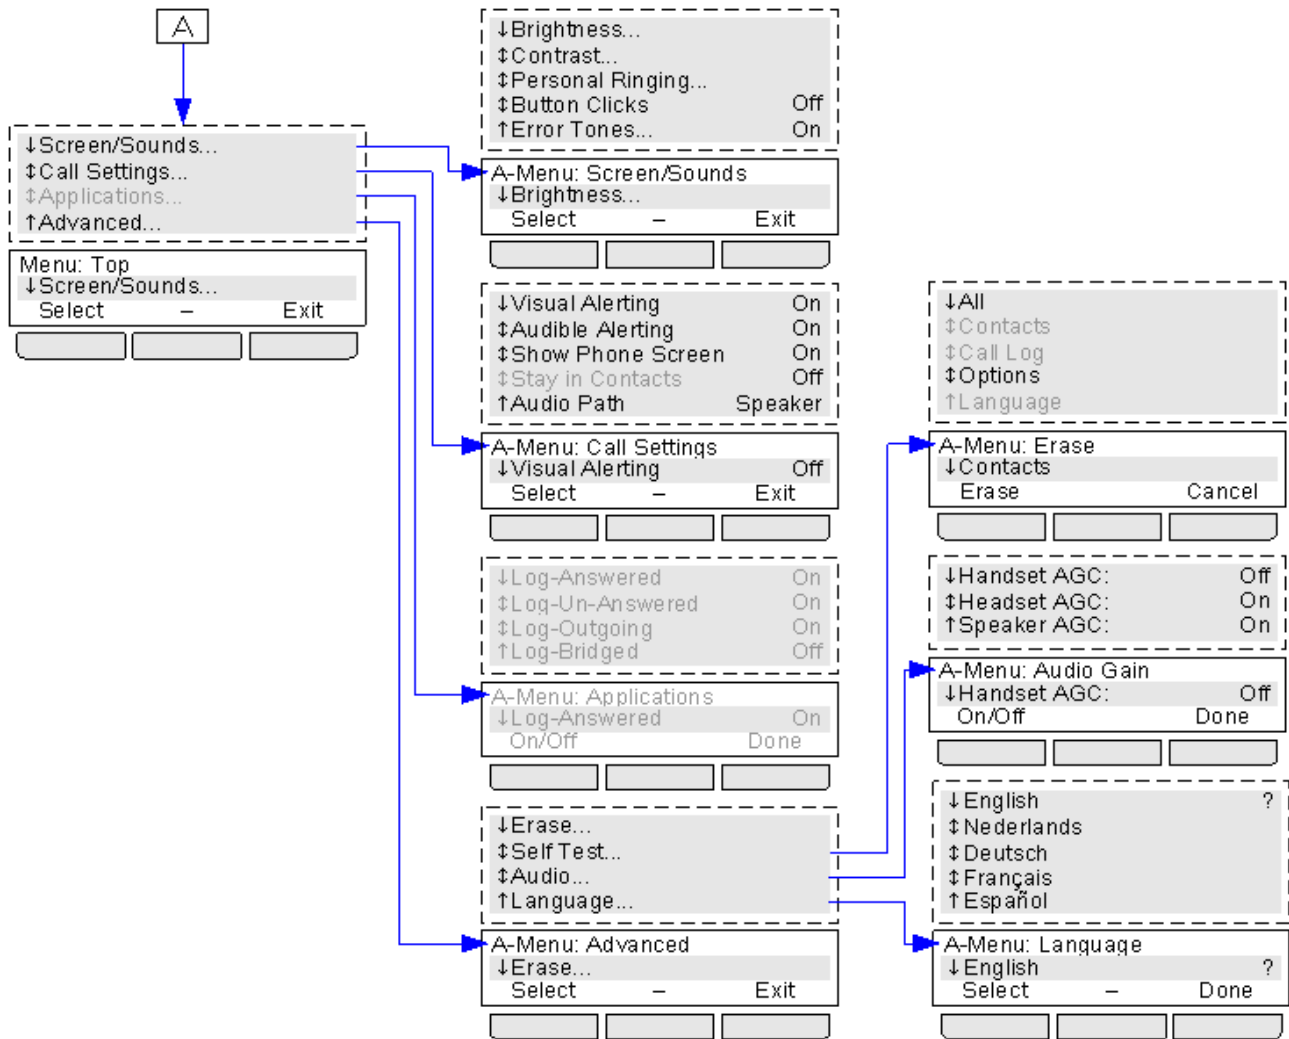 A
↓Screen/Sounds...
↕Call Settings...
↕Applications...
↑Advanced...
Menu: Top
↓Screen/Sounds...
Select – Exit
↓Brightness...
↕Contrast...
↕Personal Ringing...
↕Button Clicks Off
↑Error Tones... On
A-Menu: Screen/Sounds
↓Brightness...
Select – Exit
↓Visual Alerting On
↕Audible Alerting On
↕Show Phone Screen On
↕Stay in Contacts Off
↑Audio Path Speaker
A-Menu: Call Settings
↓Visual Alerting Off
Select – Exit
↓Log-Answered On
↕Log-Un-Answered On
↕Log-Outgoing On
↑Log-Bridged Off
A-Menu: Applications
↓Log-Answered On
On/Off Done
↓Erase...
↕Self Test...
↕Audio...
↑Language...
A-Menu: Advanced
↓Erase...
Select – Exit
↓All
↕Contacts
↕Call Log
↕Options
↑Language
A-Menu: Erase
↓Contacts
Erase Cancel
↓Handset AGC: Off
↕Headset AGC: On
↑Speaker AGC: On
A-Menu: Audio Gain
↓Handset AGC: Off
On/Off Done
↓English ?
↕Nederlands
↕Deutsch
↕Français
↑Español
A-Menu: Language
↓English ?
Select – Done